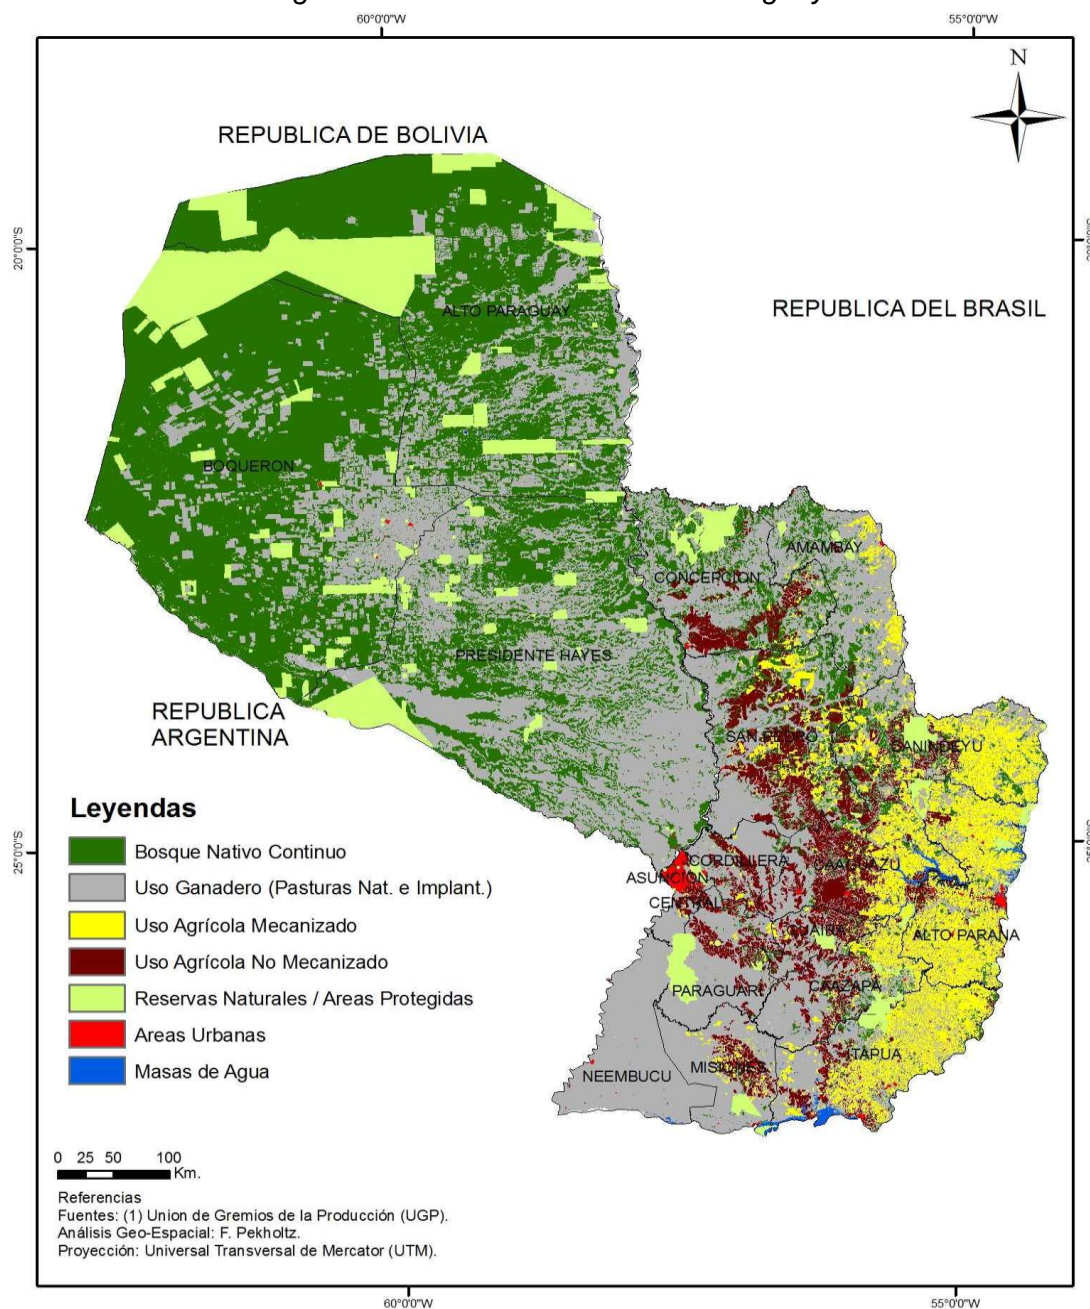 60°0'0"W
55°0'0"W
N
REPUBLICA DE BOLIVIA
20°0'0"S
REPUBLICA DEL BRASIL
ALTO PARAGUAY
BOQUERON
AMAMBAY
CONCEPCION
PRESIDENTE HAYES
REPUBLICA
ARGENTINA
SAN PEDRO
CANINDEYU
Leyendas
Bosque Nativo Continuo
Uso Ganadero (Pasturas Nat. e Implant.)
Uso Agrícola Mecanizado
Uso Agrícola No Mecanizado
Reservas Naturales / Areas Protegidas
Areas Urbanas
Masas de Agua
25°0'0"S
CORDILLERA
CAAGUAZU
ASUNCION
CENTRAL
GUAIRA
ALTO PARANA
PARAGUARI
CAAZAPA
ITAPUA
MISIONES
NEEMBUCU
0 25 50 100
Km.
Referencias
Fuentes: (1) Union de Gremios de la Producción (UGP).
Análisis Geo-Espacial: F. Pekholtz.
Proyección: Universal Transversal de Mercator (UTM).
60°0'0"W
55°0'0"W